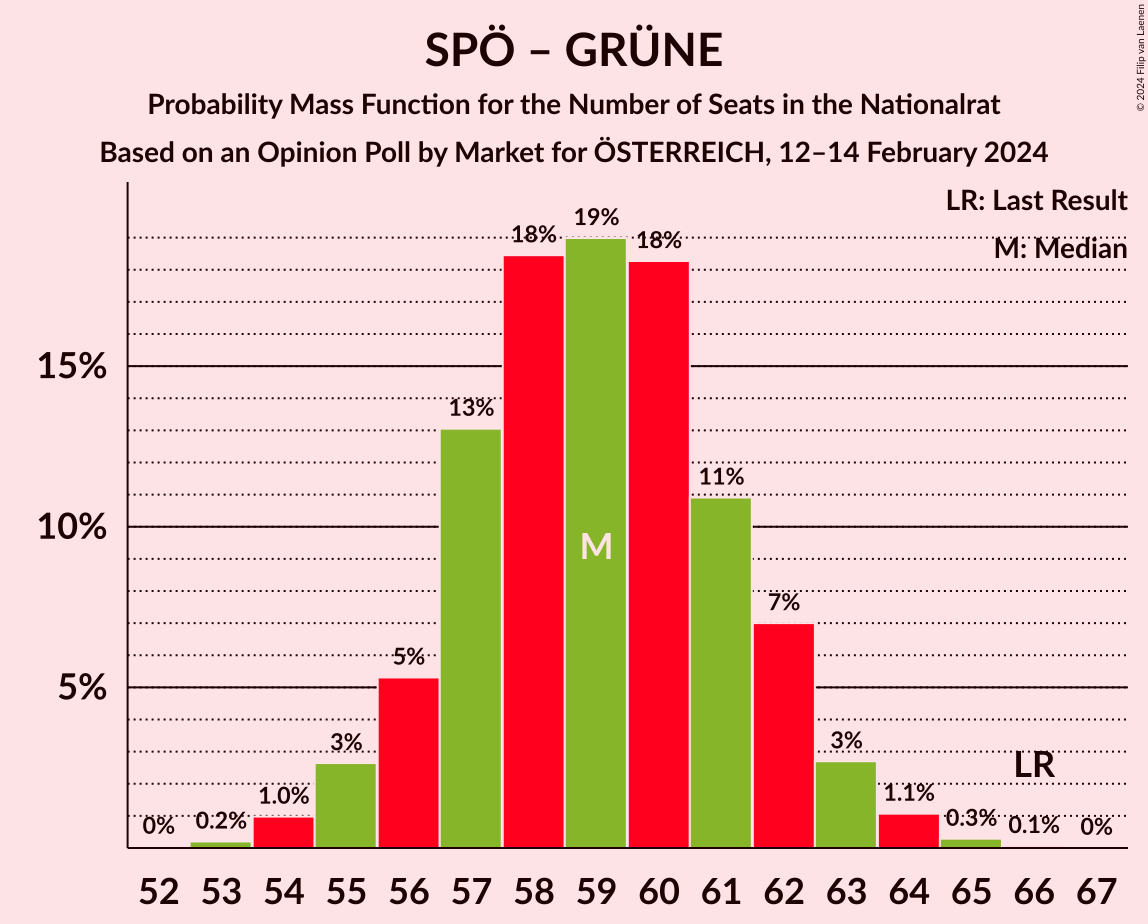 SPÖ – GRÜNE
Probability Mass Function for the Number of Seats in the Nationalrat
Based on an Opinion Poll by Market for ÖSTERREICH, 12–14 February 2024
© 2024 Filip van Laenen
LR: Last Result
M: Median
15%
10%
5%
0%
0.2%
1.0%
3%
5%
13%
18%
19%
18%
11%
7%
3%
1.1%
0.3%
0.1%
0%
M
LR
52 53 54 55 56 57 58 59 60 61 62 63 64 65 66 67